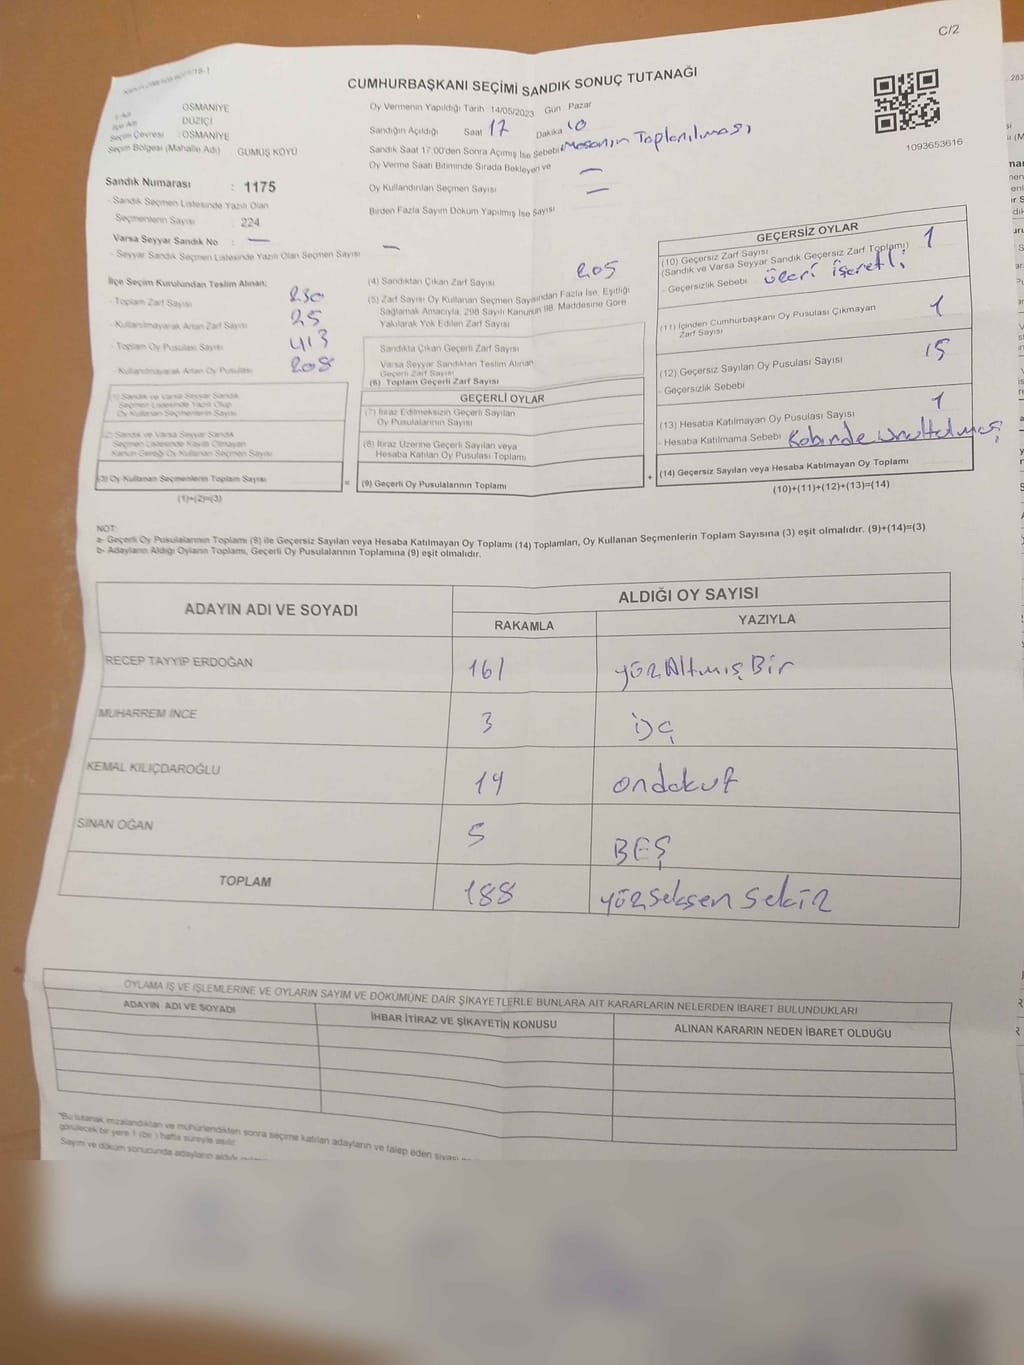 C/2
CUMHURBAŞKANI SEÇİMİ SANDIK SONUÇ TUTANAĞI
1093653616
İlçe Adı DÜZİÇİ
OSMANİYE
Seçim Çevresi : OSMANİYE
Seçim Bölgesi (Mahalle Adı) GÜMÜŞ KÖYÜ
Oy Vermenin Yapıldığı Tarih 14/05/2023 Gün : Pazar
Sandığın Açıldığı Saat 17 Dakika 10
Sandık Saat 17:00'den Sonra Açımış İse Sebebi Masanın Toplanılması
Oy Verme Saati Bitiminde Sırada Bekleyen ve
Oy Kullandırılan Seçmen Sayısı —
Birden Fazla Sayım Döküm Yapılmış İse Sayısı —
Sandık Numarası : 1175
- Sandık Seçmen Listesinde Yazılı Olan
Seçmenlerin Sayısı : 224
Varsa Seyyar Sandık No : —
- Seyyar Sandık Seçmen Listesinde Yazılı Olan Seçmen Sayısı —
İlçe Seçim Kurulundan Teslim Alınan;
- Toplam Zarf Sayısı 230
- Kullanılmayarak Artan Zarf Sayısı 25
- Toplam Oy Pusulası Sayısı 413
- Kullanılmayarak Artan Oy Pusulası 208
(1) Sandık ve Varsa Seyyar Sandık
Seçmen Listesinde Yazılı Olup
Oy Kullanan Seçmenlerin Sayısı
(2) Sandık ve Varsa Seyyar Sandık
Seçmen Listesinde Kayıtlı Olmayan
Kanun Gereği Oy Kullanan Seçmen Sayısı
(3) Oy Kullanan Seçmenlerin Toplam Sayısı =
(1)+(2)=(3)
(4) Sandıktan Çıkan Zarf Sayısı 205
(5) Zarf Sayısı Oy Kullanan Seçmen Sayısından Fazla İse, Eşitliği
Sağlamak Amacıyla, 298 Sayılı Kanunun 98. Maddesine Göre
Yakılarak Yok Edilen Zarf Sayısı
Sandıkta Çıkan Geçerli Zarf Sayısı
Varsa Seyyar Sandıktan Teslim Alınan
Geçerli Zarf Sayısı
(6) Toplam Geçerli Zarf Sayısı
GEÇERLİ OYLAR
(7) İtiraz Edilmeksizin Geçerli Sayılan
Oy Pusulalarının Sayısı
(8) İtiraz Üzerine Geçerli Sayılan veya
Hesaba Katılan Oy Pusulası Toplamı
(9) Geçerli Oy Pusulalarının Toplamı +
GEÇERSİZ OYLAR
(10) Geçersiz Zarf Sayısı 1
(Sandık ve Varsa Seyyar Sandık Geçersiz Zarf Toplamı)
- Geçersizlik Sebebi üzeri işaretli
(11) İçinden Cumhurbaşkanı Oy Pusulası Çıkmayan
Zarf Sayısı 1
(12) Geçersiz Sayılan Oy Pusulası Sayısı 15
- Geçersizlik Sebebi
(13) Hesaba Katılmayan Oy Pusulası Sayısı 1
- Hesaba Katılmama Sebebi Kabinde unutulmuş
(14) Geçersiz Sayılan veya Hesaba Katılmayan Oy Toplamı
(10)+(11)+(12)+(13)=(14)
NOT:
a- Geçerli Oy Pusulalarının Toplamı (9) ile Geçersiz Sayılan veya Hesaba Katılmayan Oy Toplamı (14) Toplamları, Oy Kullanan Seçmenlerin Toplam Sayısına (3) eşit olmalıdır. (9)+(14)=(3)
b- Adayların Aldığı Oyların Toplamı, Geçerli Oy Pusulalarının Toplamına (9) eşit olmalıdır.
ADAYIN ADI VE SOYADI
ALDIĞI OY SAYISI
RAKAMLA YAZIYLA
RECEP TAYYİP ERDOĞAN 161 yüzAltmışBir
MUHARREM İNCE 3 üç
KEMAL KILIÇDAROĞLU 19 ondokuz
SİNAN OĞAN 5 BEŞ
TOPLAM 188 yüzseksen sekiz
OYLAMA İŞ VE İŞLEMLERİNE VE OYLARIN SAYIM VE DÖKÜMÜNE DAİR ŞİKAYETLERLE BUNLARA AİT KARARLARIN NELERDEN İBARET BULUNDUKLARI
ADAYIN ADI VE SOYADI İHBAR İTİRAZ VE ŞİKAYETİN KONUSU ALINAN KARARIN NEDEN İBARET OLDUĞU
*Bu tutanak imzalandıktan ve mühürlendikten sonra seçime katılan adayların ve talep eden siyasi
görülecek bir yere 1 (bir) hafta süreyle asılır.
Sayım ve döküm sonucunda adayların aldığı